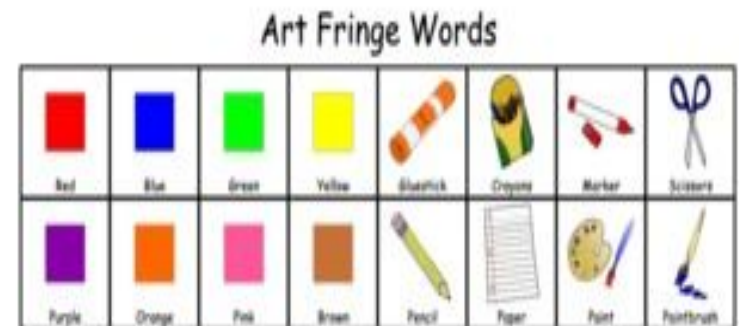 Art Fringe Words
Red Blue Green Yellow Gluestick Crayons Marker Scissors
Purple Orange Pink Brown Pencil Paper Paint Paintbrush